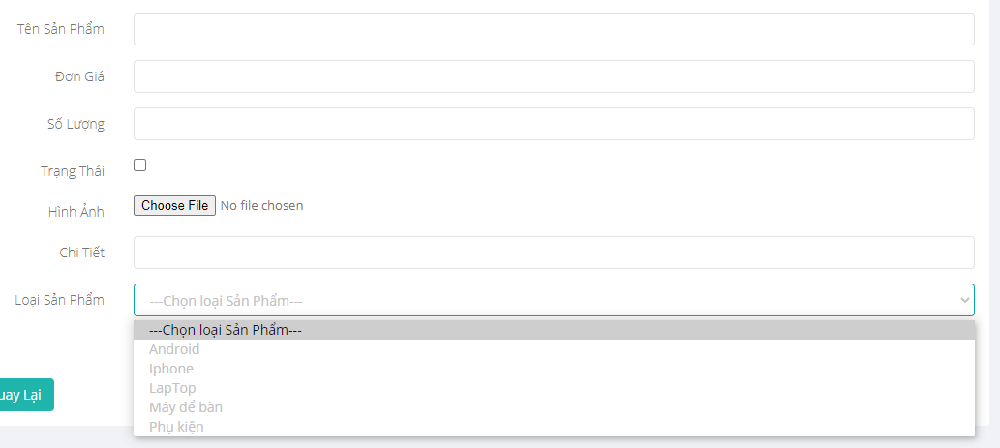 Tên Sản Phẩm
Đơn Giá
Số Lượng
Trạng Thái
Hình Ảnh
Choose File No file chosen
Chi Tiết
Loại Sản Phẩm
---Chọn loại Sản Phẩm---
---Chọn loại Sản Phẩm---
Android
Iphone
LapTop
Máy để bàn
Phụ kiện
uay Lại